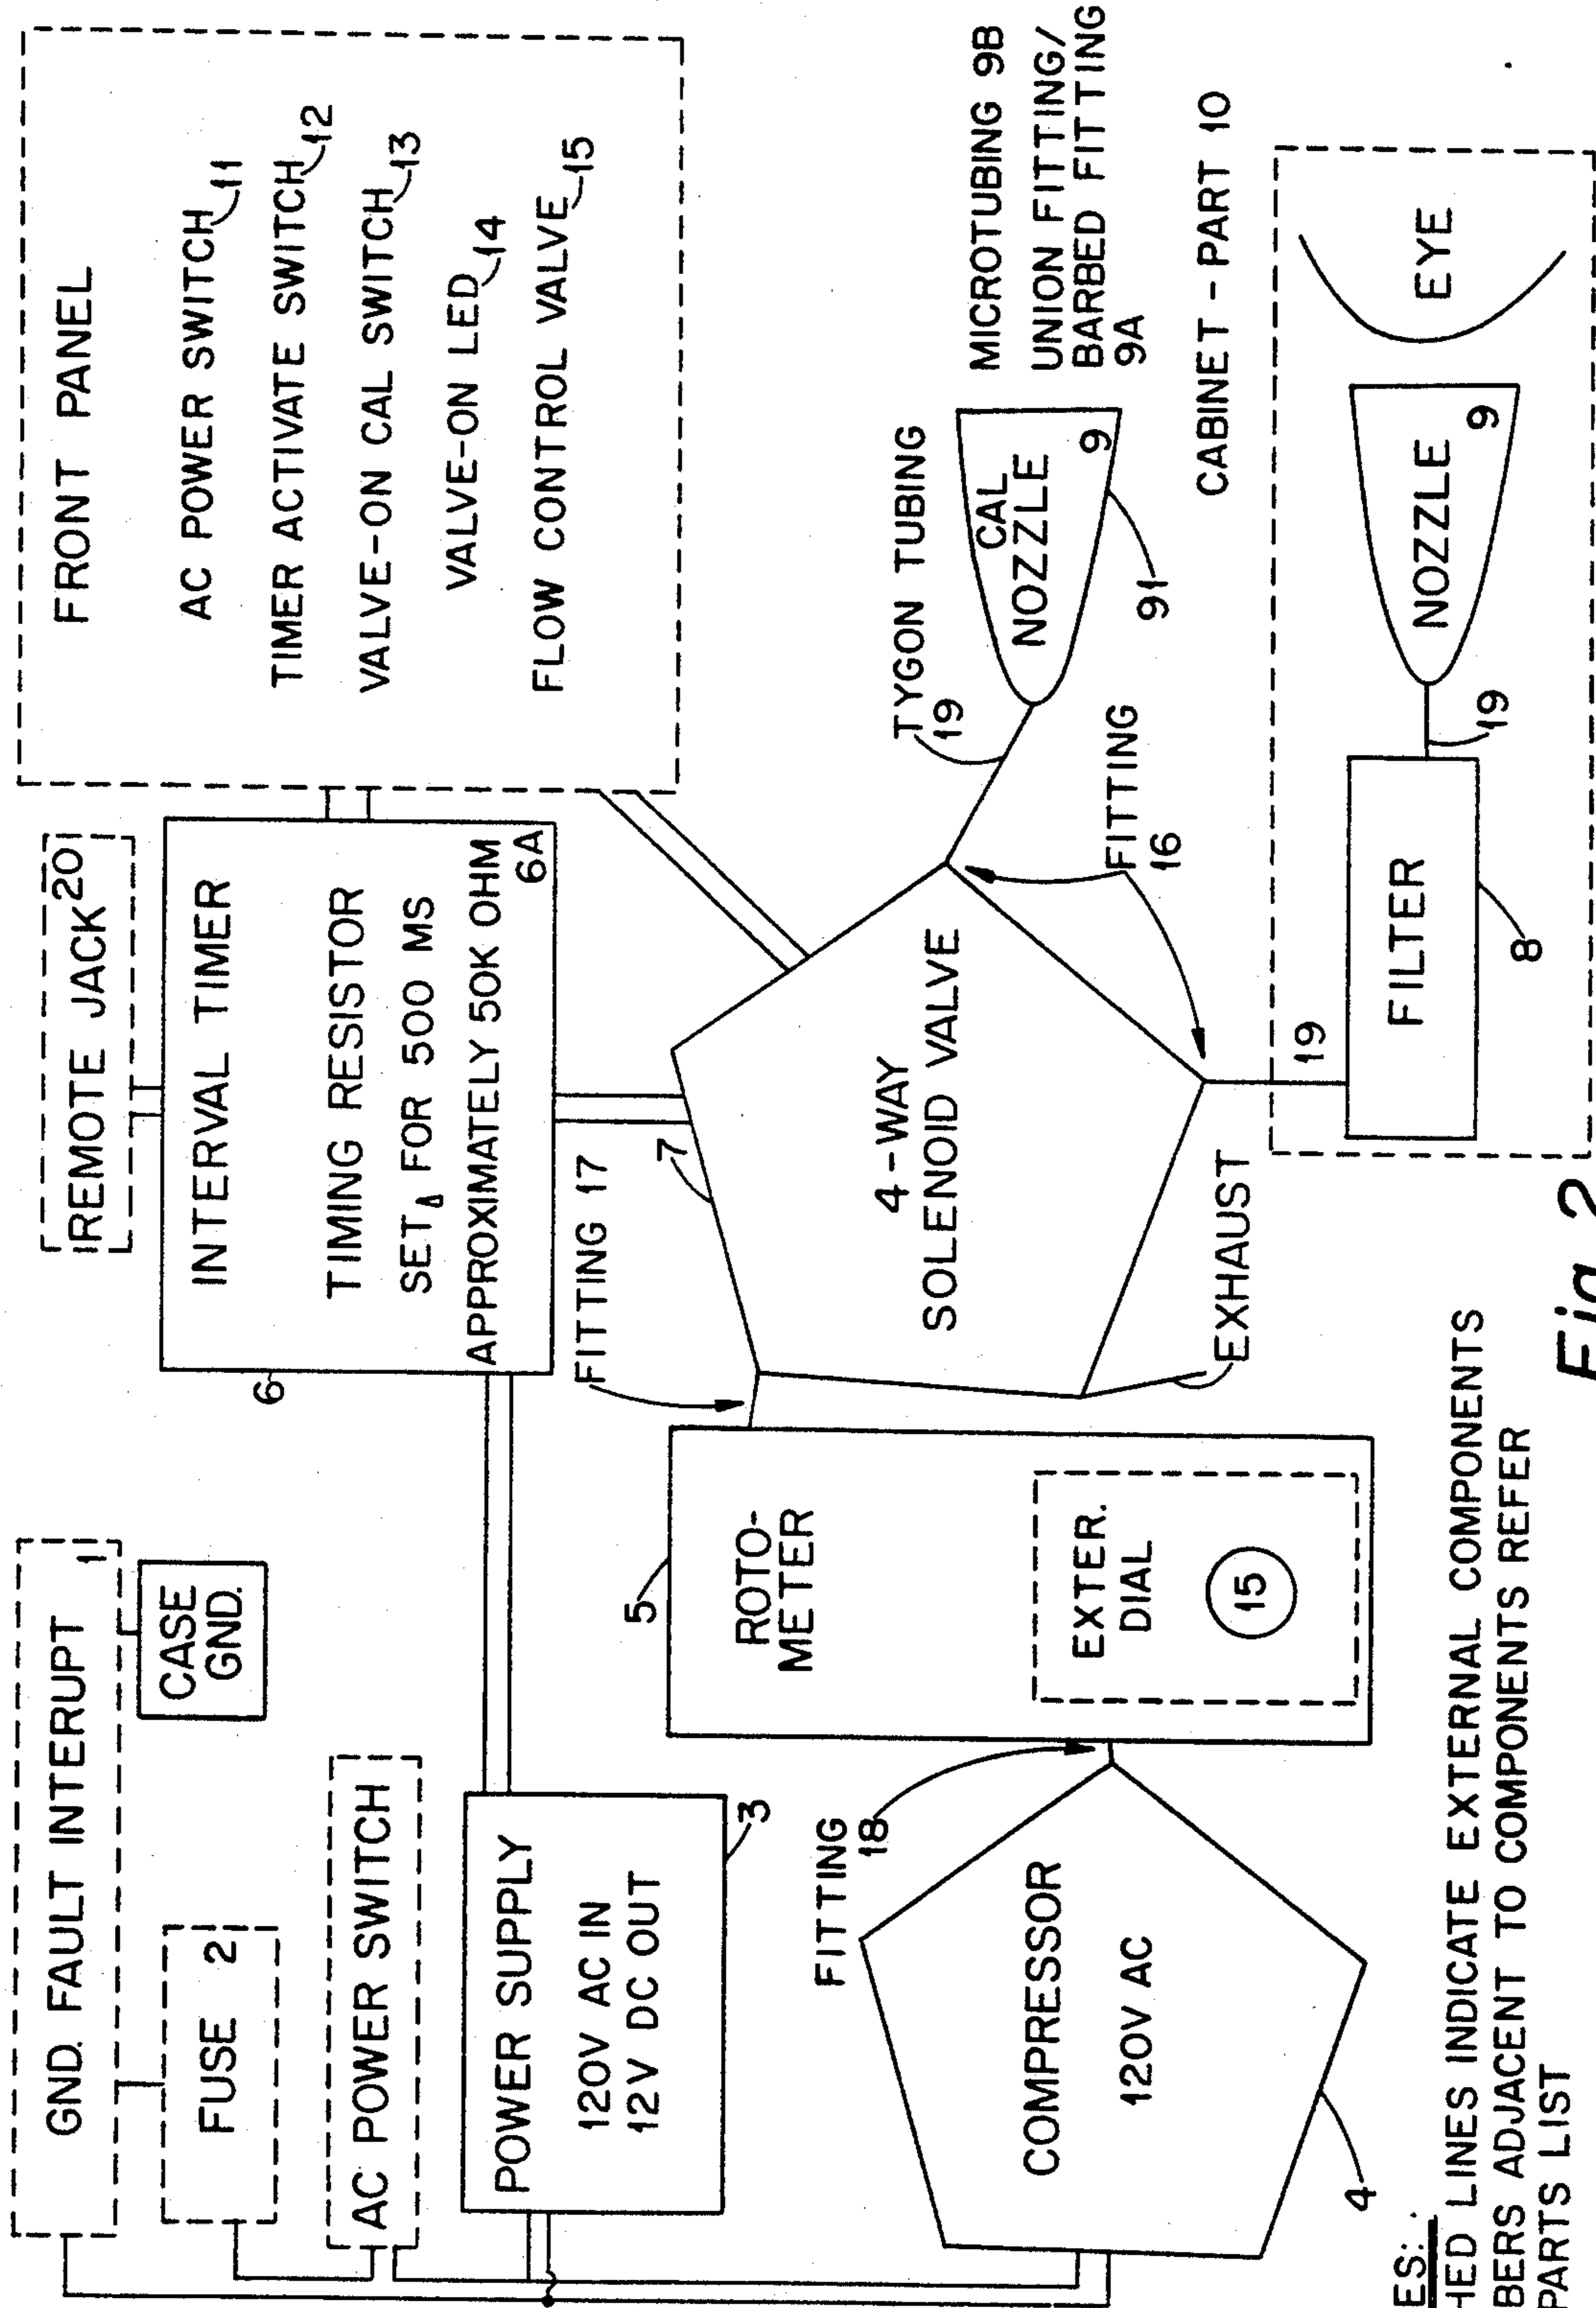 GND. FAULT INTERUPT 1
CASE
GND.
FUSE 2
AC POWER SWITCH
POWER SUPPLY
120V AC IN
12V DC OUT
3
REMOTE JACK 20
INTERVAL TIMER
TIMING RESISTOR
SET FOR 500 MS
APPROXIMATELY 50K OHM
6A
6
FRONT PANEL
AC POWER SWITCH 11
TIMER ACTIVATE SWITCH 12
VALVE-ON CAL SWITCH 13
VALVE-ON LED 14
FLOW CONTROL VALVE 15
FITTING
18
COMPRESSOR
120V AC
4
5
ROTO-
METER
EXTER.
DIAL
15
FITTING 17
7
4-WAY
SOLENOID VALVE
EXHAUST
FITTING
16
TYGON TUBING
19
CAL
NOZZLE
9
91
MICROTUBING 9B
UNION FITTING/
BARBED FITTING
9A
CABINET - PART 10
19
FILTER
8
19
NOZZLE
9
EYE
ES:
HED LINES INDICATE EXTERNAL COMPONENTS
BERS ADJACENT TO COMPONENTS REFER
PARTS LIST
Fig. 2